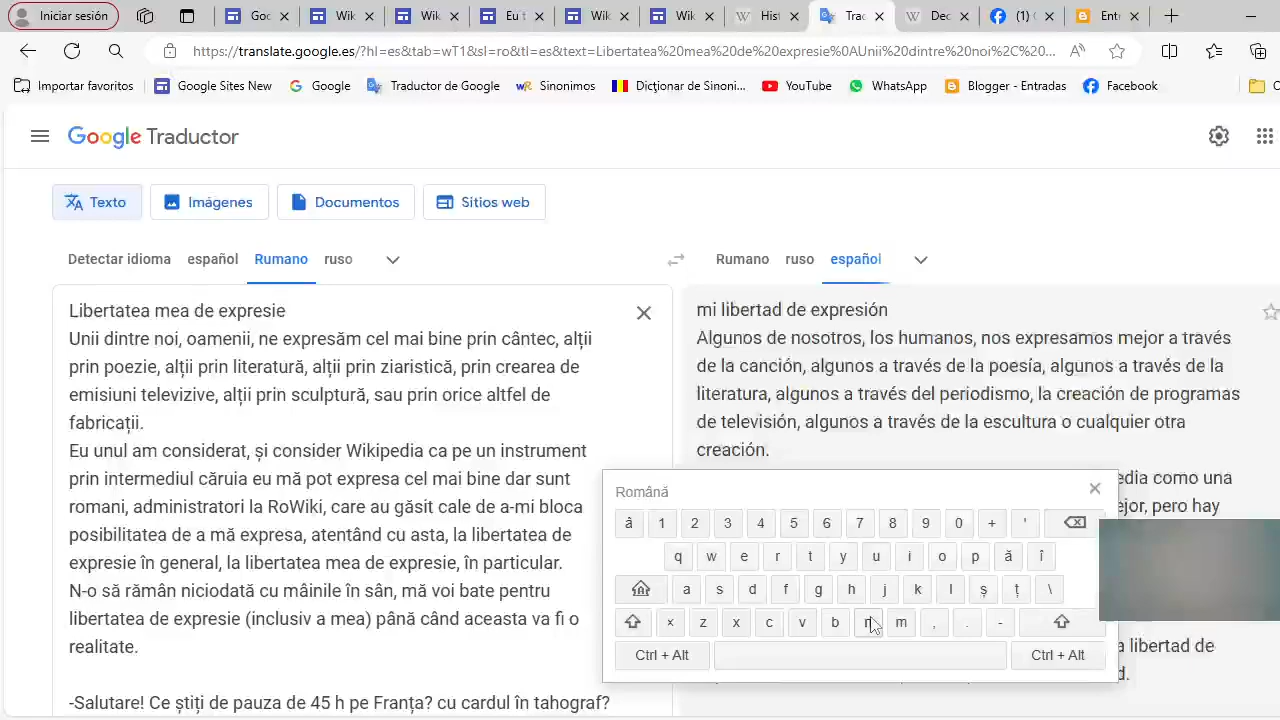 Iniciar sesión
Wik
Wik
Eu t
Wik
Wik
Hist
Trac
Dec
Entr
https://translate.google.es/?hl=es&tab=wT1&sl=ro&tl=es&text=Libertatea%20mea%20de%20expresie%0AUnii%20dintre%20noi%2C%20...
Importar favoritos
Google Sites New
Google
Traductor de Google
Sinonimos
Dicționar de Sinoni...
YouTube
WhatsApp
Blogger - Entradas
Facebook
Google Traductor
Texto
Imágenes
Documentos
Sitios web
Detectar idioma español Rumano ruso
Rumano ruso español
Libertatea mea de expresie
Unii dintre noi, oamenii, ne expresăm cel mai bine prin cântec, alții
prin poezie, alții prin literatură, alții prin ziaristică, prin crearea de
emisiuni televizive, alții prin sculptură, sau prin orice altfel de
fabricații.
Eu unul am considerat, și consider Wikipedia ca pe un instrument
prin intermediul căruia eu mă pot expresa cel mai bine dar sunt
romani, administratori la RoWiki, care au găsit cale de a-mi bloca
posibilitatea de a mă expresa, atentând cu asta, la libertatea de
expresie în general, la libertatea mea de expresie, în particular.
N-o să rămân niciodată cu mâinile în sân, mă voi bate pentru
libertatea de expresie (inclusiv a mea) până când aceasta va fi o
realitate.
-Salutare! Ce știți de pauza de 45 h pe Franța? cu cardul în tahograf?
mi libertad de expresión
Algunos de nosotros, los humanos, nos expresamos mejor a través
de la canción, algunos a través de la poesía, algunos a través de la
literatura, algunos a través del periodismo, la creación de programas
de televisión, algunos a través de la escultura o cualquier otra
creación.
edia como una
jor, pero hay
a libertad de
d.
Română
â 1 2 3 4 5 6 7 8 9 0 + '
q w e r t y u i o p ă î
a s d f g h j k l ș ț \
× z x c v b n m , . -
Ctrl + Alt
Ctrl + Alt